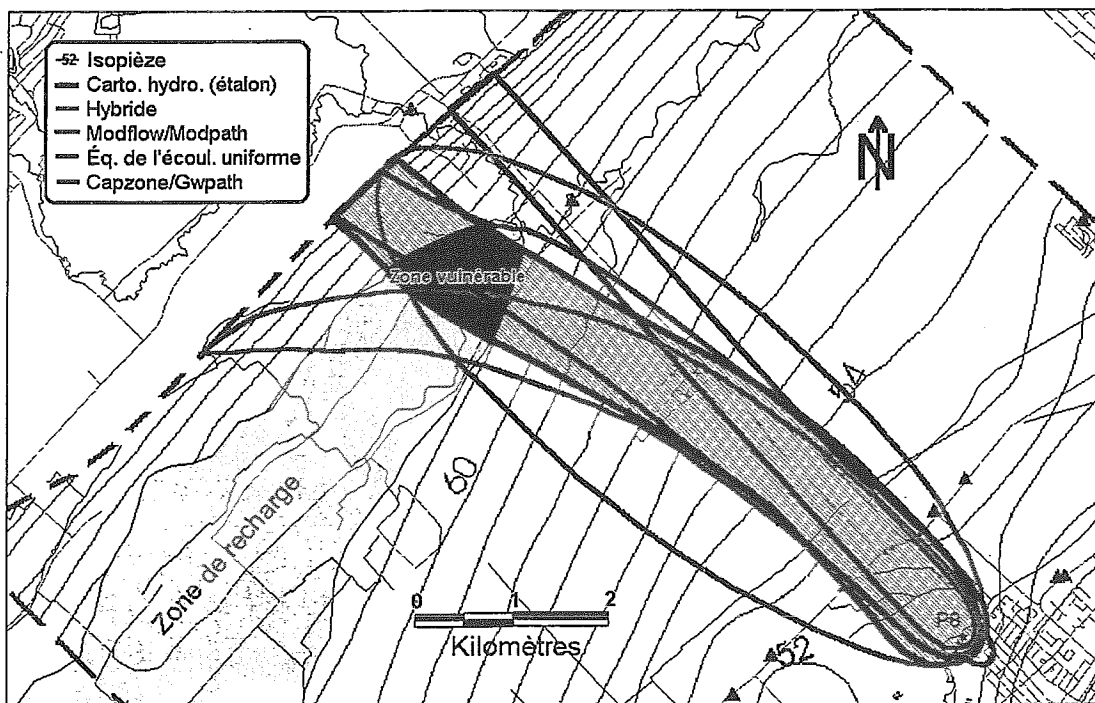 -52- Isopièze
Carto. hydro. (étalon)
Hybride
Modflow/Modpath
Éq. de l'écoul. uniforme
Capzone/Gwpath
N
Zone vulnérable
60
Zone de recharge
0 1 2
Kilomètres
52
P8